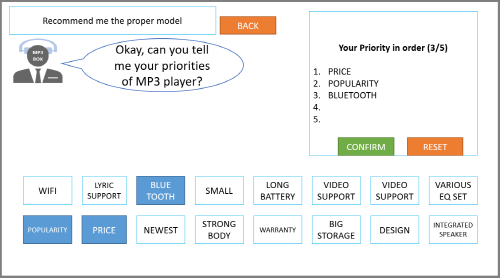 Recommend me the proper model
BACK
MP3
BOX
Okay, can you tell
me your priorities
of MP3 player?
Your Priority in order (3/5)
1. PRICE
2. POPULARITY
3. BLUETOOTH
4.
5.
CONFIRM
RESET
WIFI
LYRIC
SUPPORT
BLUE
TOOTH
SMALL
LONG
BATTERY
VIDEO
SUPPORT
VIDEO
SUPPORT
VARIOUS
EQ SET
POPULARITY
PRICE
NEWEST
STRONG
BODY
WARRANTY
BIG
STORAGE
DESIGN
INTEGRATED
SPEAKER